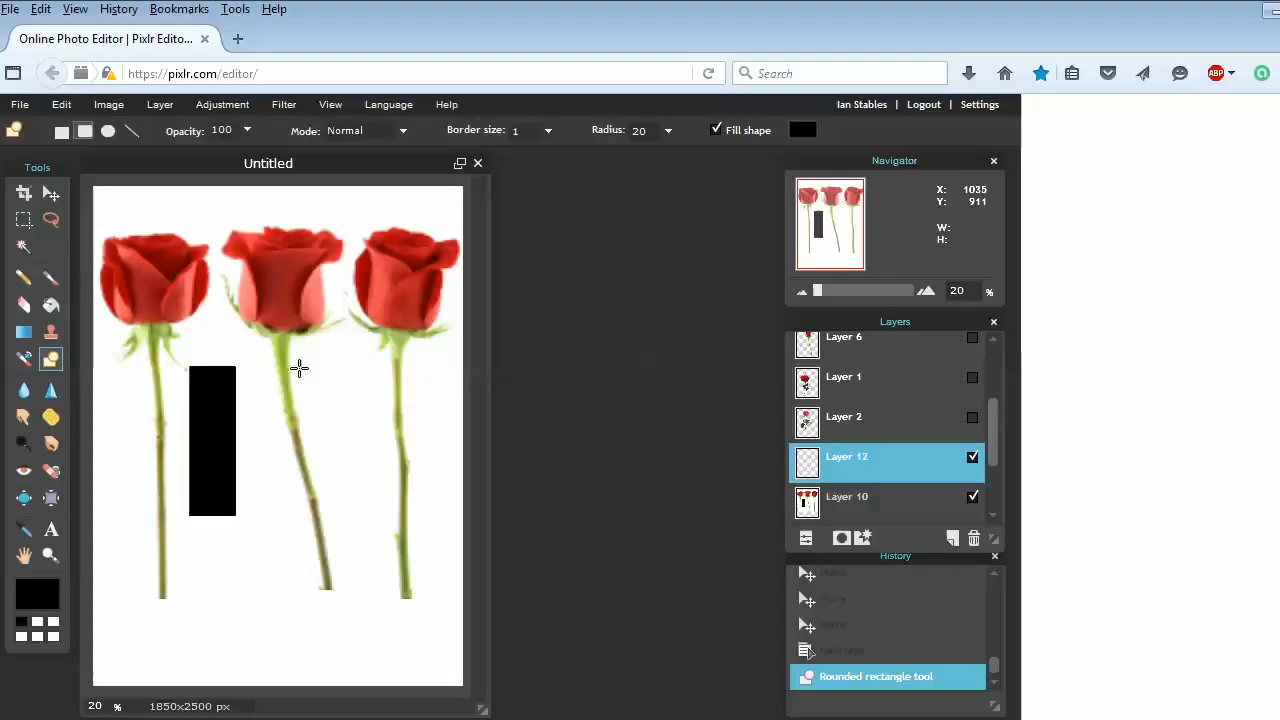 File Edit View History Bookmarks Tools Help
Online Photo Editor | Pixlr Edito...
https://pixlr.com/editor/
Search
ABP
File Edit Image Layer Adjustment Filter View Language Help
Ian Stables Logout Settings
Opacity: 100 Mode: Normal Border size: 1 Radius: 20 Fill shape
Tools
Untitled
Navigator
X: 1035
Y: 911
W:
H:
20 %
Layers
Layer 6
Layer 1
Layer 2
Layer 12
Layer 10
A
History
Rounded rectangle tool
20 % 1850x2500 px